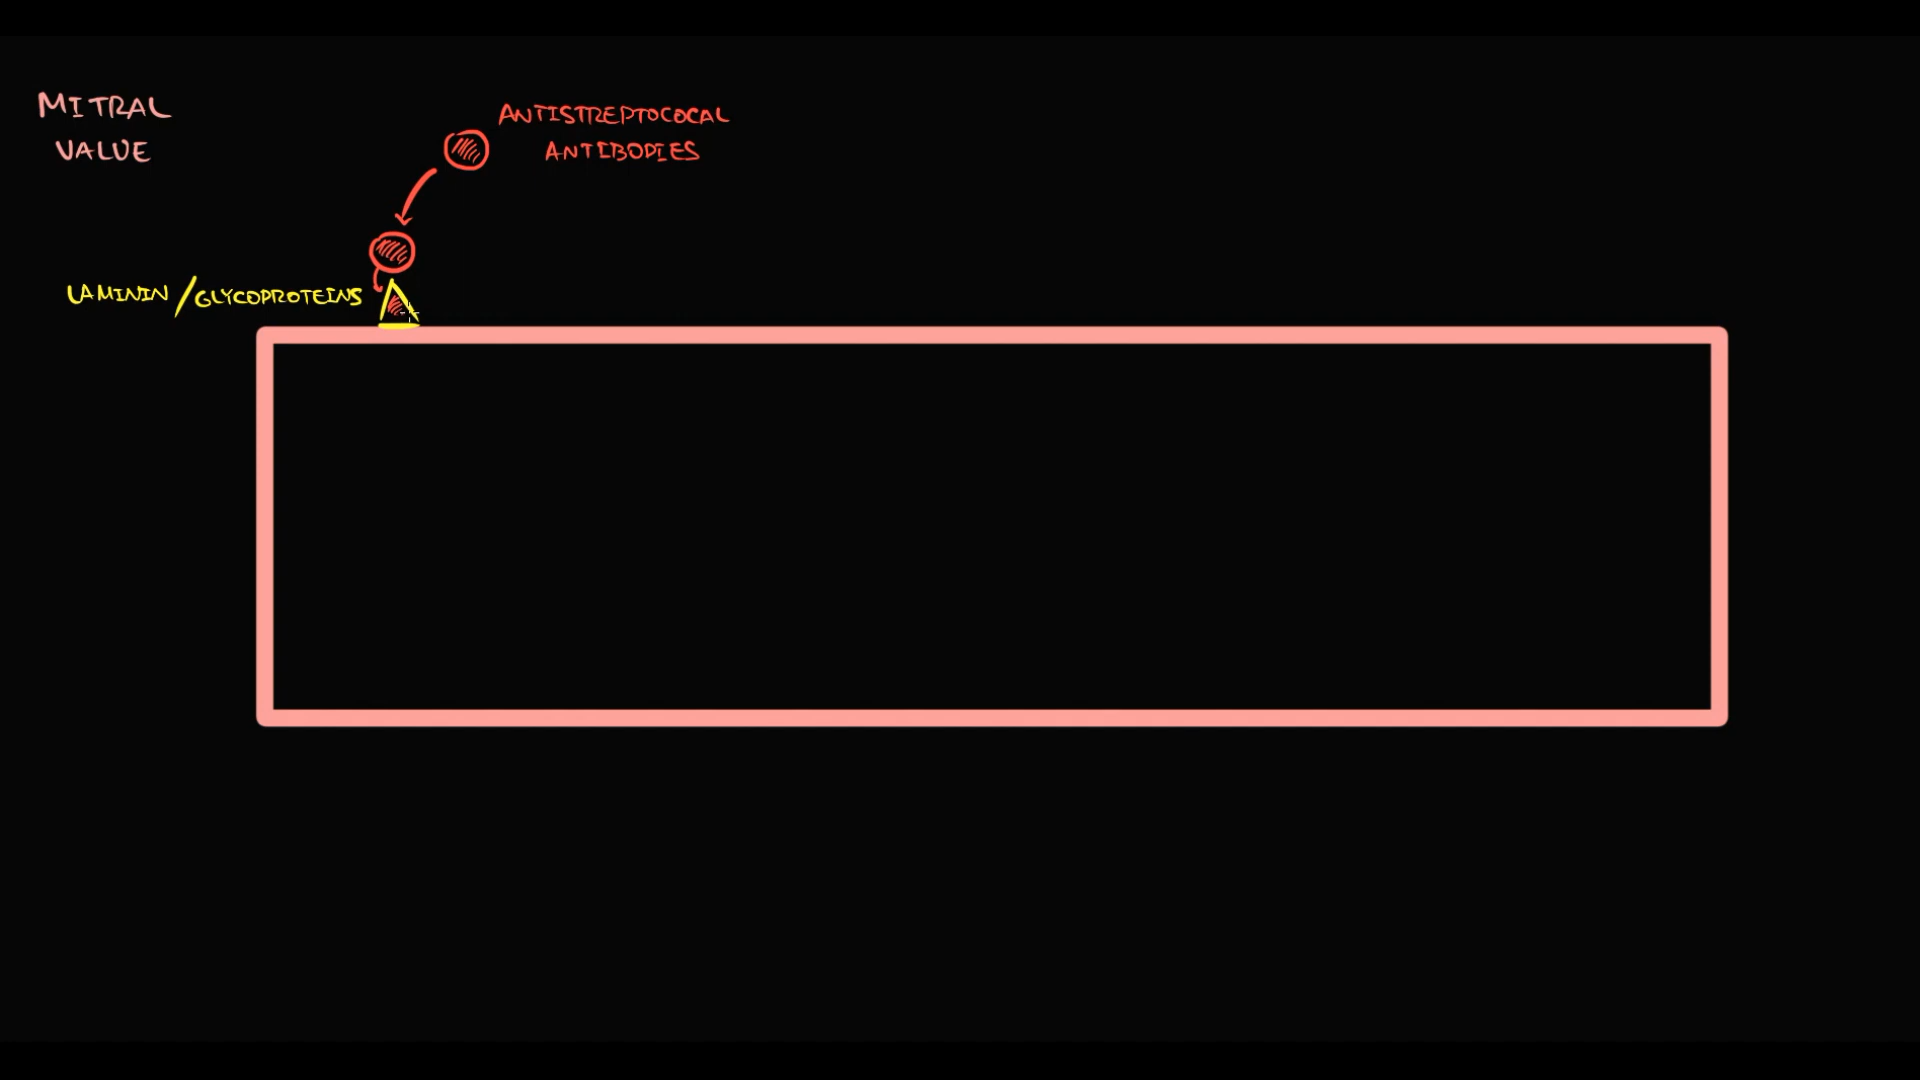 MITRAL
VALUE
ANTISTREPTOCOCAL
ANTIBODIES
LAMININ/GLYCOPROTEINS